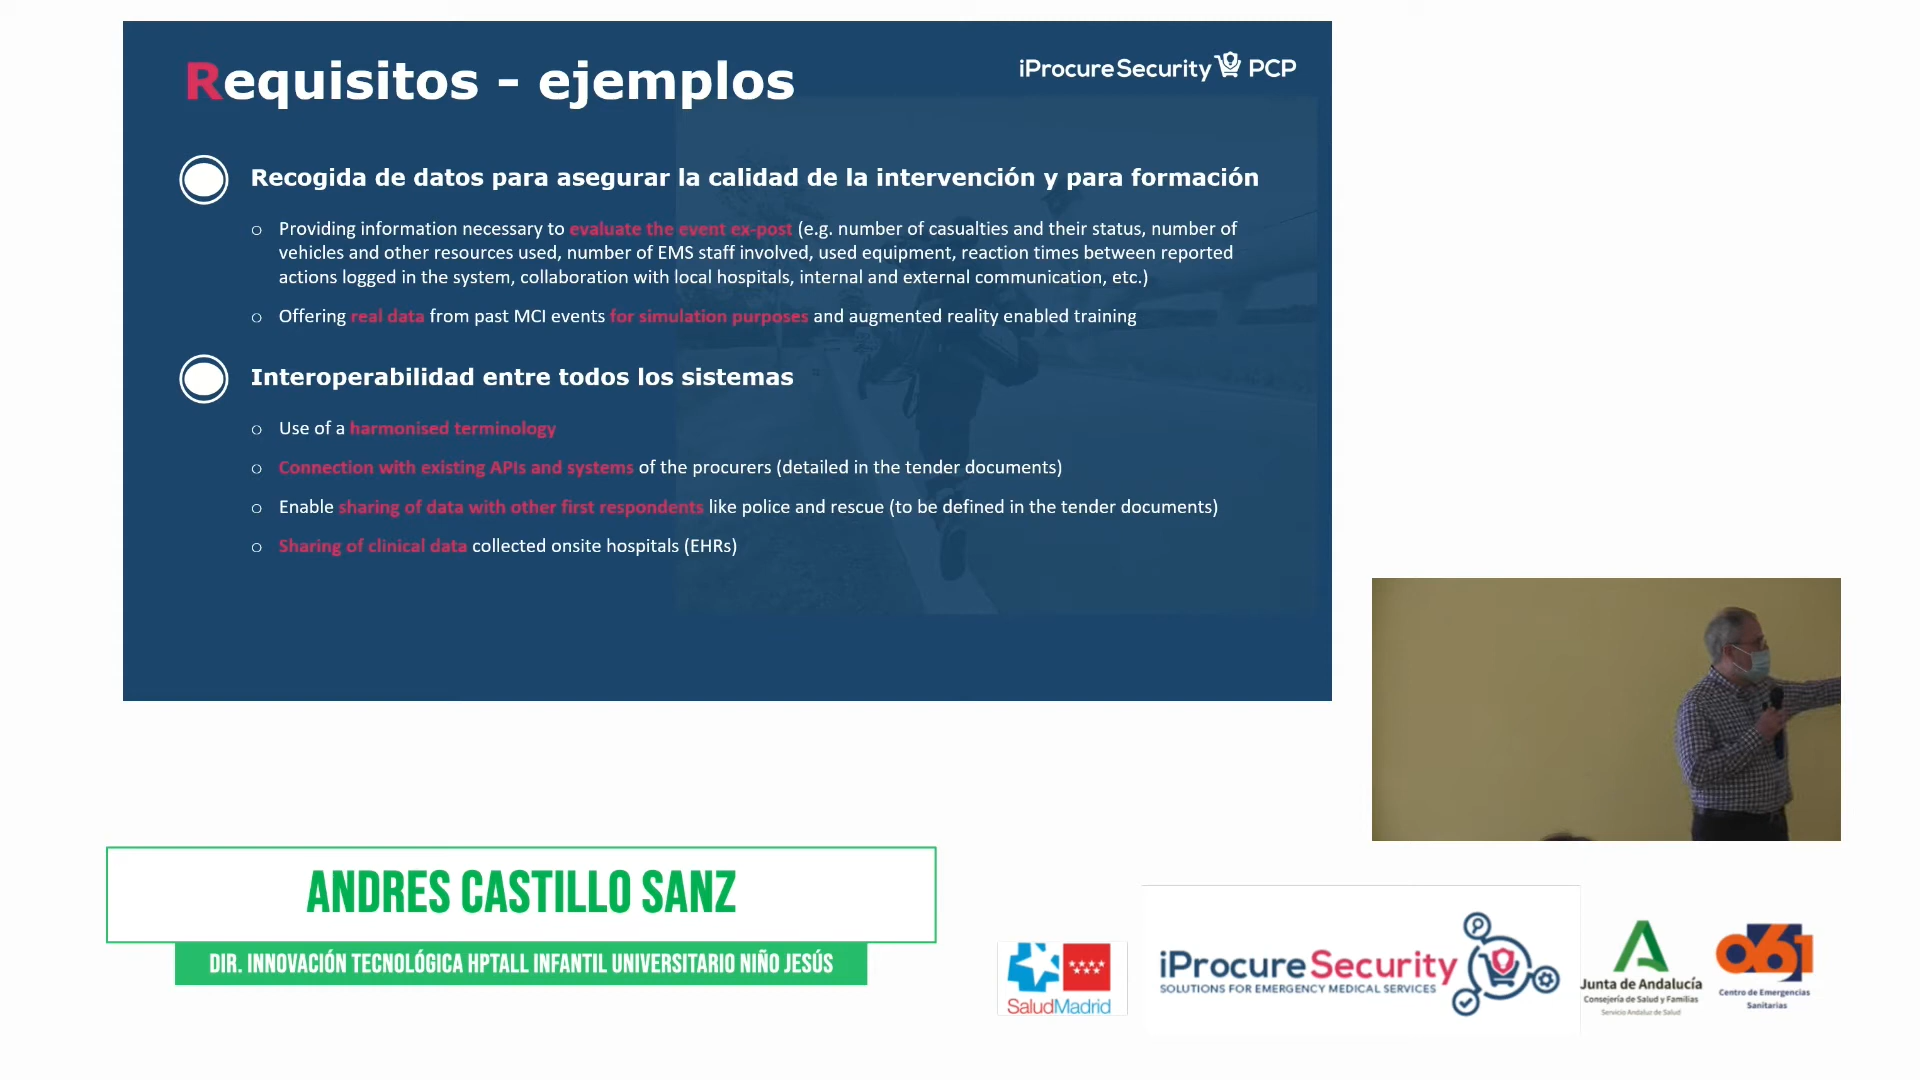 Requisitos - ejemplos
iProcureSecurity PCP
Recogida de datos para asegurar la calidad de la intervención y para formación
Providing information necessary to evaluate the event ex-post (e.g. number of casualties and their status, number of
vehicles and other resources used, number of EMS staff involved, used equipment, reaction times between reported
actions logged in the system, collaboration with local hospitals, internal and external communication, etc.)
Offering real data from past MCI events for simulation purposes and augmented reality enabled training
Interoperabilidad entre todos los sistemas
Use of a harmonised terminology
Connection with existing APIs and systems of the procurers (detailed in the tender documents)
Enable sharing of data with other first respondents like police and rescue (to be defined in the tender documents)
Sharing of clinical data collected onsite hospitals (EHRs)
ANDRES CASTILLO SANZ
DIR. INNOVACIÓN TECNOLÓGICA HPTALL INFANTIL UNIVERSITARIO NIÑO JESÚS
SaludMadrid
iProcureSecurity
SOLUTIONS FOR EMERGENCY MEDICAL SERVICES
Junta de Andalucía
Consejería de Salud y Familias
Servicio Andaluz de Salud
061
Centro de Emergencias
Sanitarias